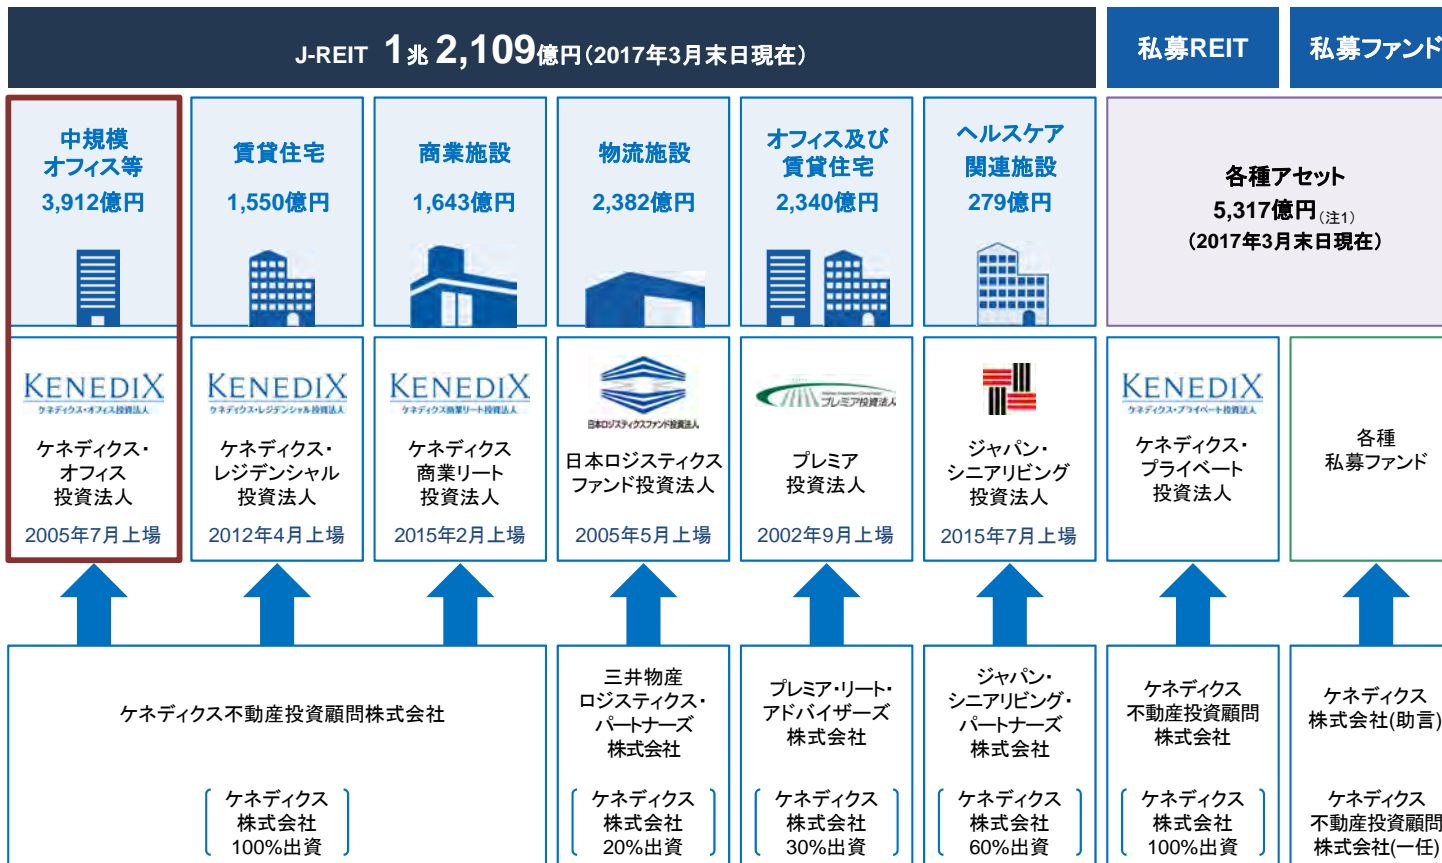 J-REIT 1兆2,109億円(2017年3月末日現在)
私募REIT
私募ファンド
中規模
オフィス等
3,912億円
賃貸住宅
1,550億円
商業施設
1,643億円
物流施設
2,382億円
オフィス及び
賃貸住宅
2,340億円
ヘルスケア
関連施設
279億円
各種アセット
5,317億円(注1)
(2017年3月末日現在)
KENEDIX
ケネディクス・オフィス投資法人
ケネディクス・
オフィス
投資法人
2005年7月上場
KENEDIX
ケネディクス・レジデンシャル投資法人
ケネディクス・
レジデンシャル
投資法人
2012年4月上場
KENEDIX
ケネディクス商業リート投資法人
ケネディクス
商業リート
投資法人
2015年2月上場
日本ロジスティクスファンド投資法人
日本ロジスティクス
ファンド投資法人
2005年5月上場
プレミア投資法人
プレミア
投資法人
2002年9月上場
ジャパン・
シニアリビング
投資法人
2015年7月上場
KENEDIX
ケネディクス・プライベート投資法人
ケネディクス・
プライベート
投資法人
各種
私募ファンド
ケネディクス不動産投資顧問株式会社
ケネディクス
株式会社
100%出資
三井物産
ロジスティクス・
パートナーズ
株式会社
ケネディクス
株式会社
20%出資
プレミア・リート・
アドバイザーズ
株式会社
ケネディクス
株式会社
30%出資
ジャパン・
シニアリビング・
パートナーズ
株式会社
ケネディクス
株式会社
60%出資
ケネディクス
不動産投資顧問
株式会社
ケネディクス
株式会社
100%出資
ケネディクス
株式会社(助言)
ケネディクス
不動産投資顧問
株式会社(一任)